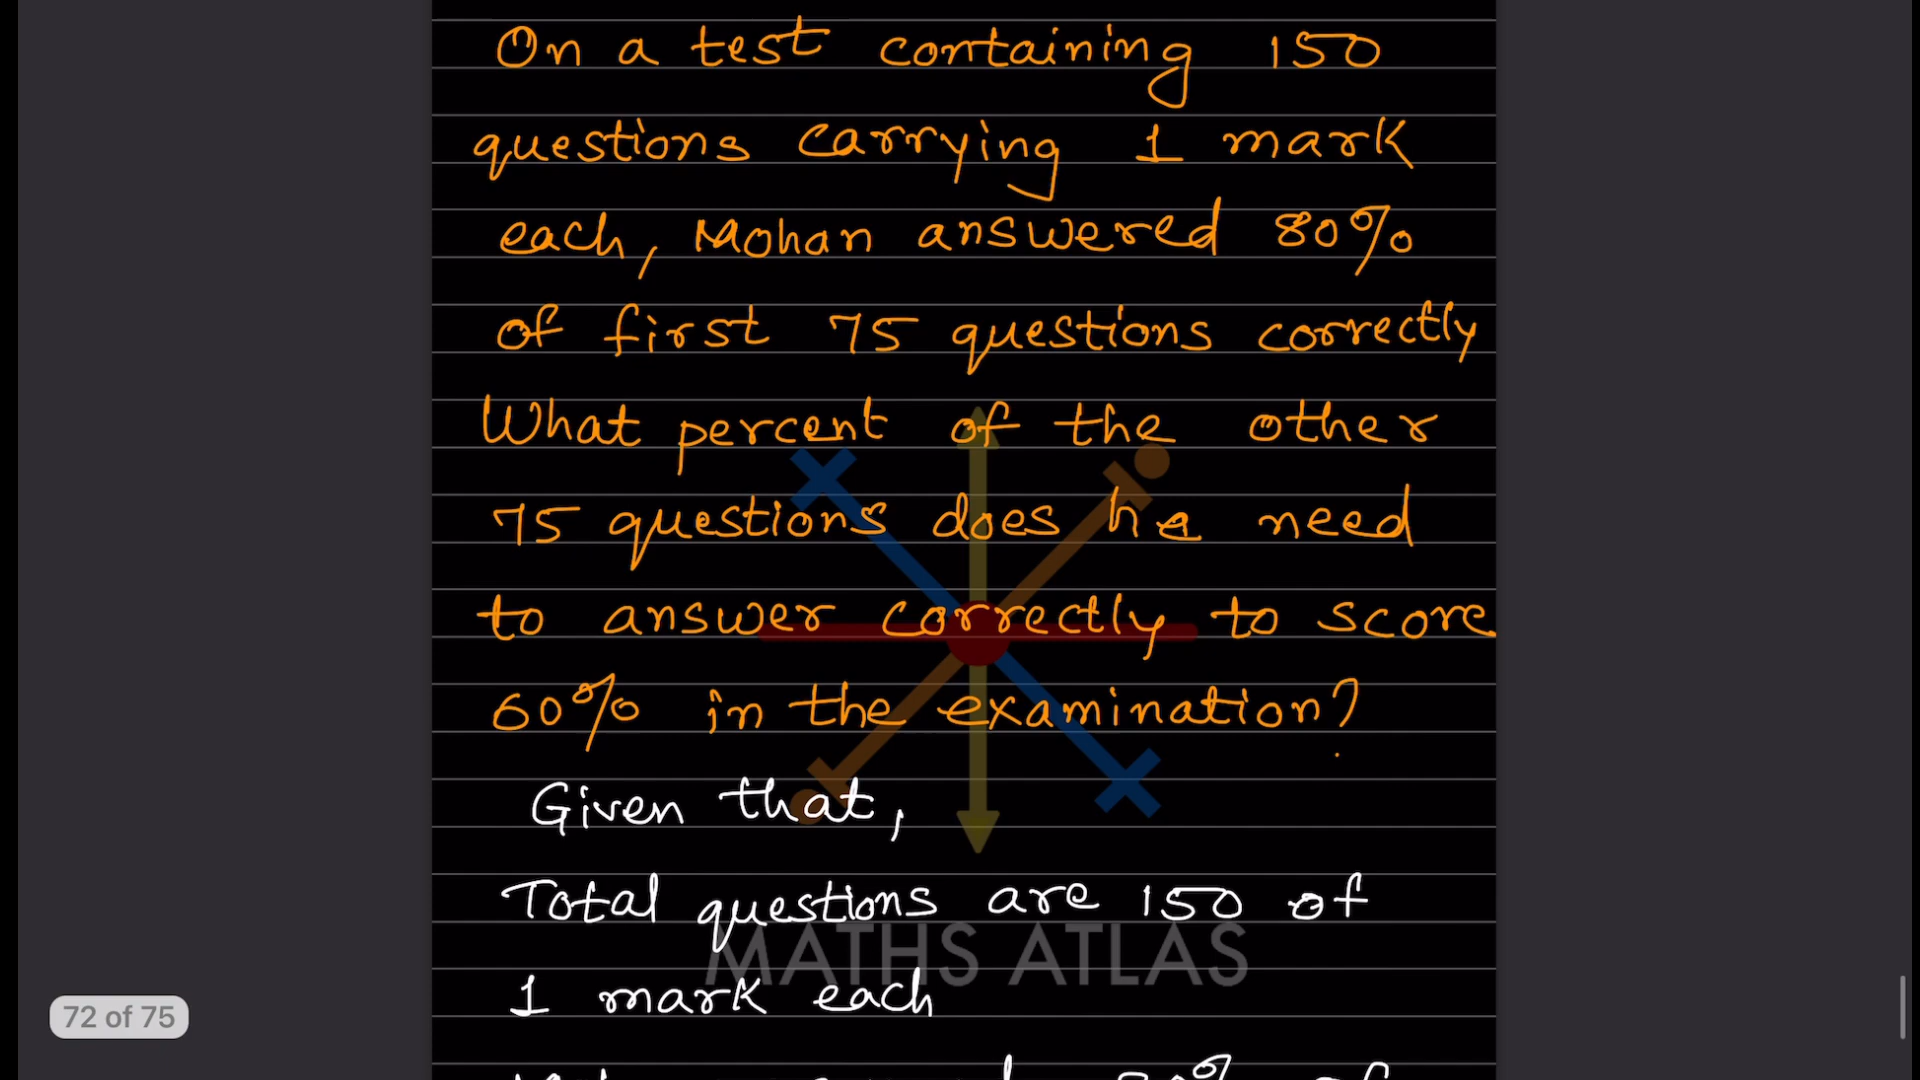 On a test containing 150
questions carrying 1 mark
each, Mohan answered 80%
of first 75 questions correctly
What percent of the other
75 questions does he need
to answer correctly to score
60% in the examination?
Given that,
Total questions are 150 of
MATHS ATLAS
1 mark each
72 of 75